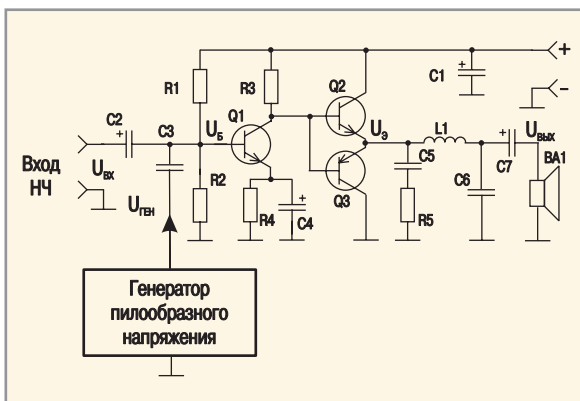 +
-
R1
R3
Q2
C1
C2
C3
Uб
Q1
Uэ
L1
Uвых
Вход
НЧ
Uвх
R2
C5
C7
BA1
Uген
R4
C4
Q3
R5
C6
Генератор
пилообразного
напряжения